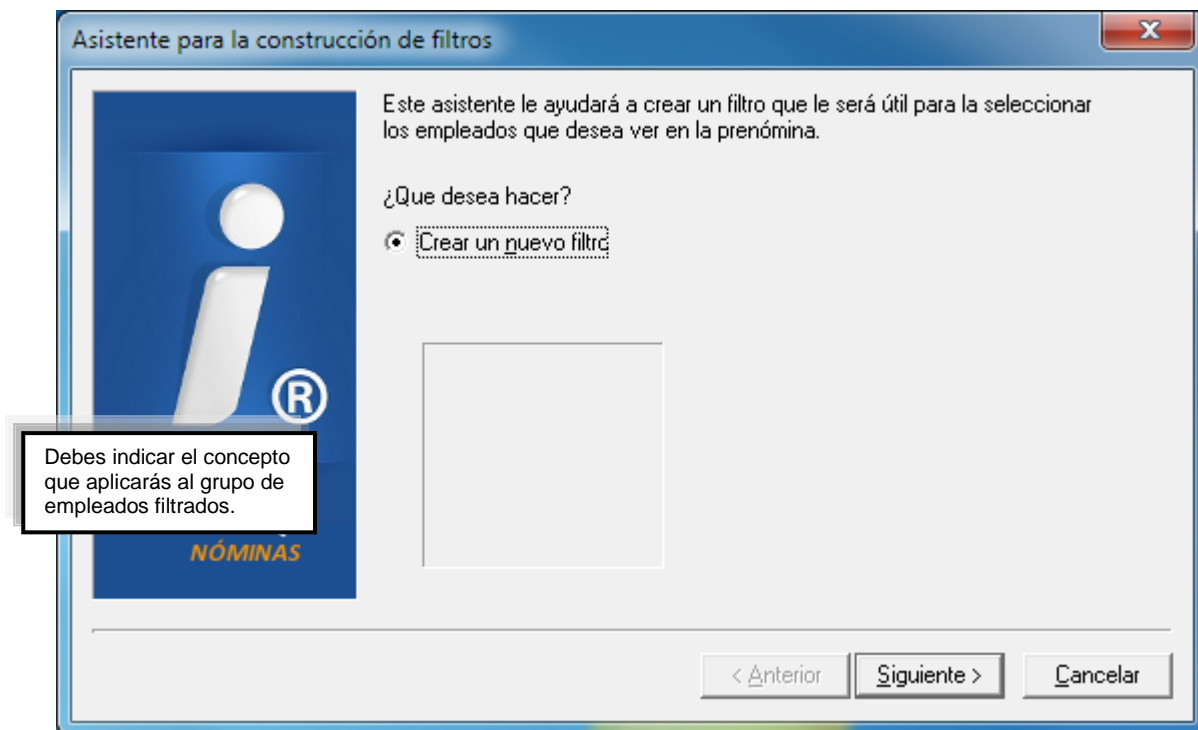 Asistente para la construcción de filtros
x
Este asistente le ayudará a crear un filtro que le será útil para la seleccionar
los empleados que desea ver en la prenómina.
¿Que desea hacer?
Crear un nuevo filtro
®
Debes indicar el concepto
que aplicarás al grupo de
empleados filtrados.
NÓMINAS
< Anterior
Siguiente >
Cancelar